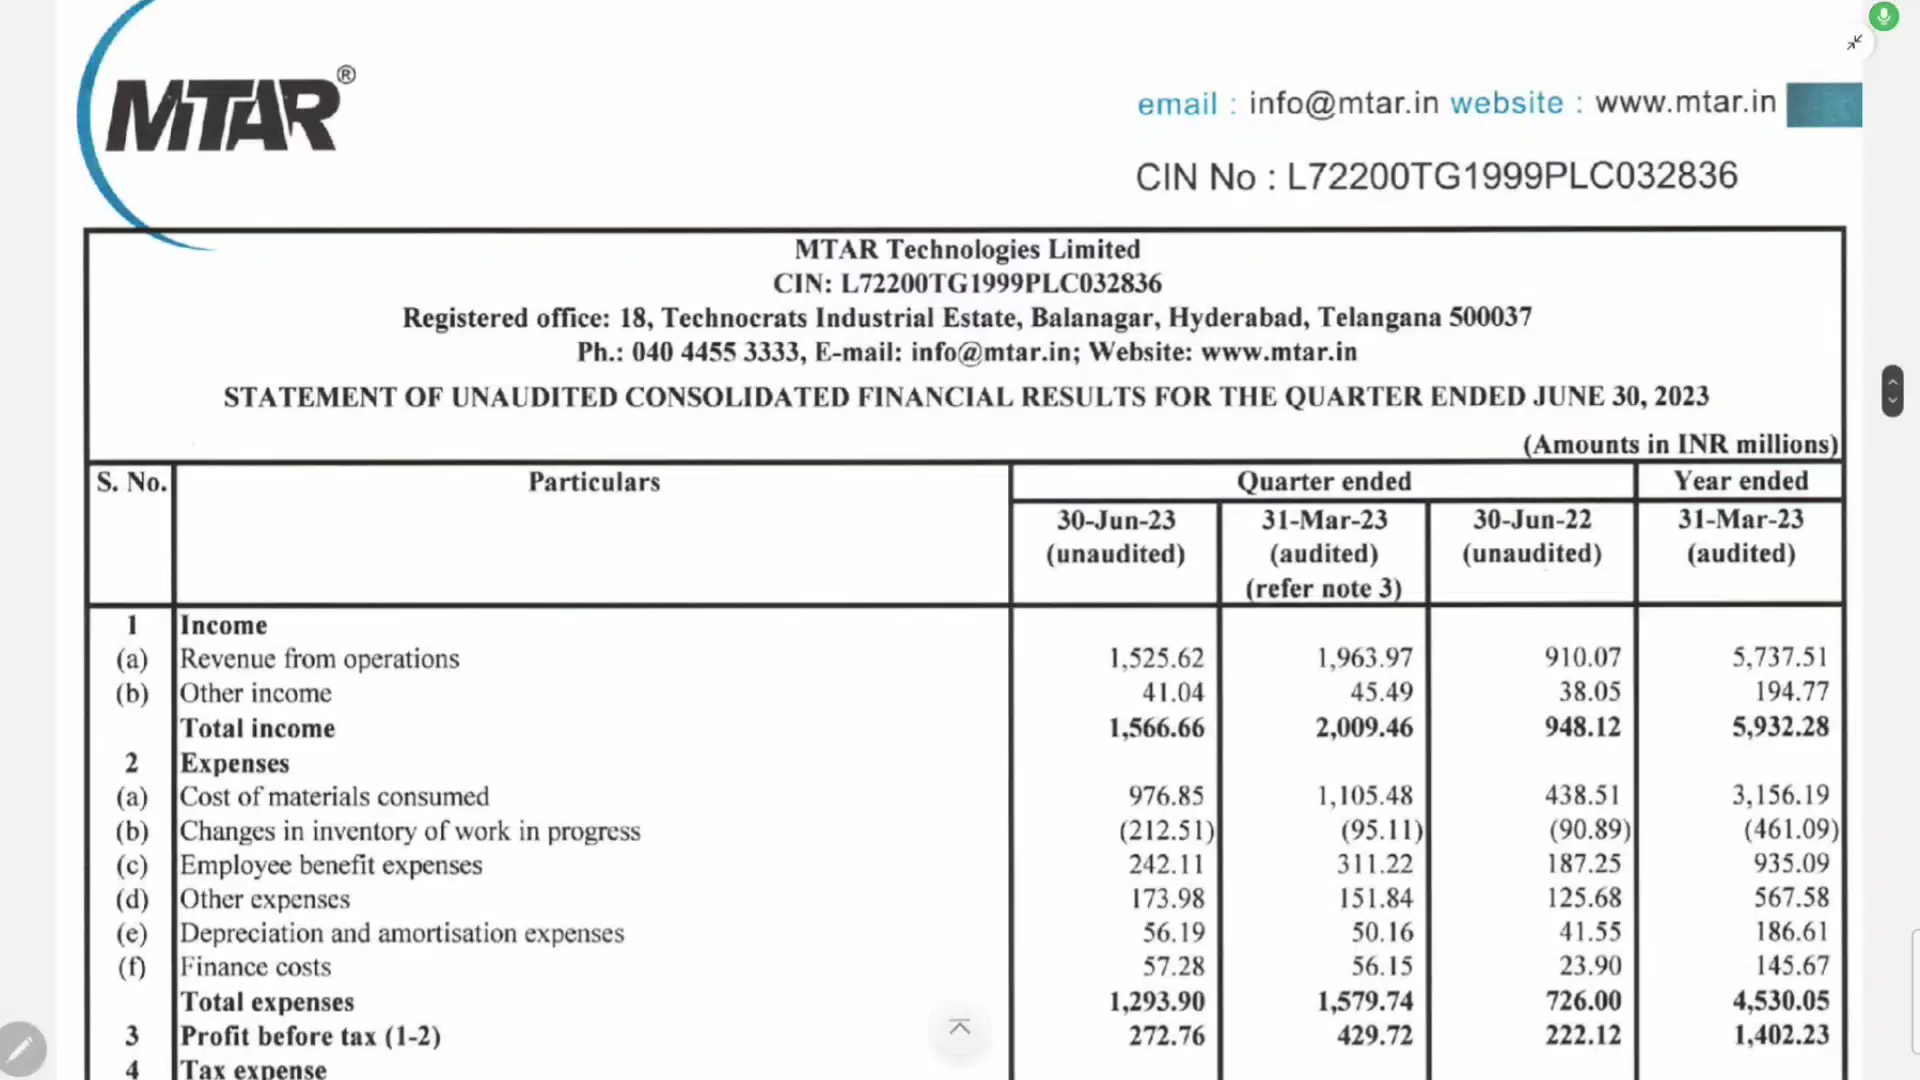 MTAR®
email : info@mtar.in website : www.mtar.in
CIN No : L72200TG1999PLC032836
MTAR Technologies Limited
CIN: L72200TG1999PLC032836
Registered office: 18, Technocrats Industrial Estate, Balanagar, Hyderabad, Telangana 500037
Ph.: 040 4455 3333, E-mail: info@mtar.in; Website: www.mtar.in
STATEMENT OF UNAUDITED CONSOLIDATED FINANCIAL RESULTS FOR THE QUARTER ENDED JUNE 30, 2023
(Amounts in INR millions)
S. No. Particulars Quarter ended Year ended
30-Jun-23 31-Mar-23 30-Jun-22 31-Mar-23
(unaudited) (audited) (unaudited) (audited)
(refer note 3)
1 Income
(a) Revenue from operations 1,525.62 1,963.97 910.07 5,737.51
(b) Other income 41.04 45.49 38.05 194.77
Total income 1,566.66 2,009.46 948.12 5,932.28
2 Expenses
(a) Cost of materials consumed 976.85 1,105.48 438.51 3,156.19
(b) Changes in inventory of work in progress (212.51) (95.11) (90.89) (461.09)
(c) Employee benefit expenses 242.11 311.22 187.25 935.09
(d) Other expenses 173.98 151.84 125.68 567.58
(e) Depreciation and amortisation expenses 56.19 50.16 41.55 186.61
(f) Finance costs 57.28 56.15 23.90 145.67
Total expenses 1,293.90 1,579.74 726.00 4,530.05
3 Profit before tax (1-2) 272.76 429.72 222.12 1,402.23
4 Tax expense